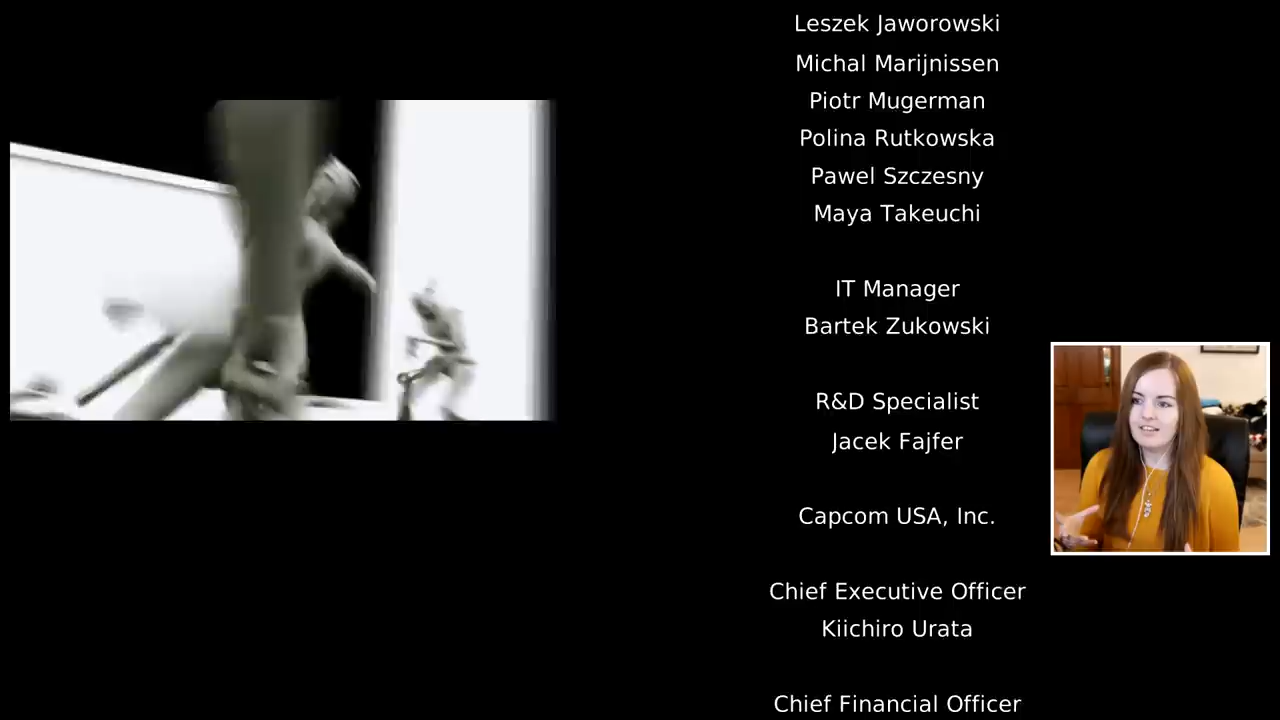 Leszek Jaworowski
Michal Marijnissen
Piotr Mugerman
Polina Rutkowska
Pawel Szczesny
Maya Takeuchi
IT Manager
Bartek Zukowski
R&D Specialist
Jacek Fajfer
Capcom USA, Inc.
Chief Executive Officer
Kiichiro Urata
Chief Financial Officer